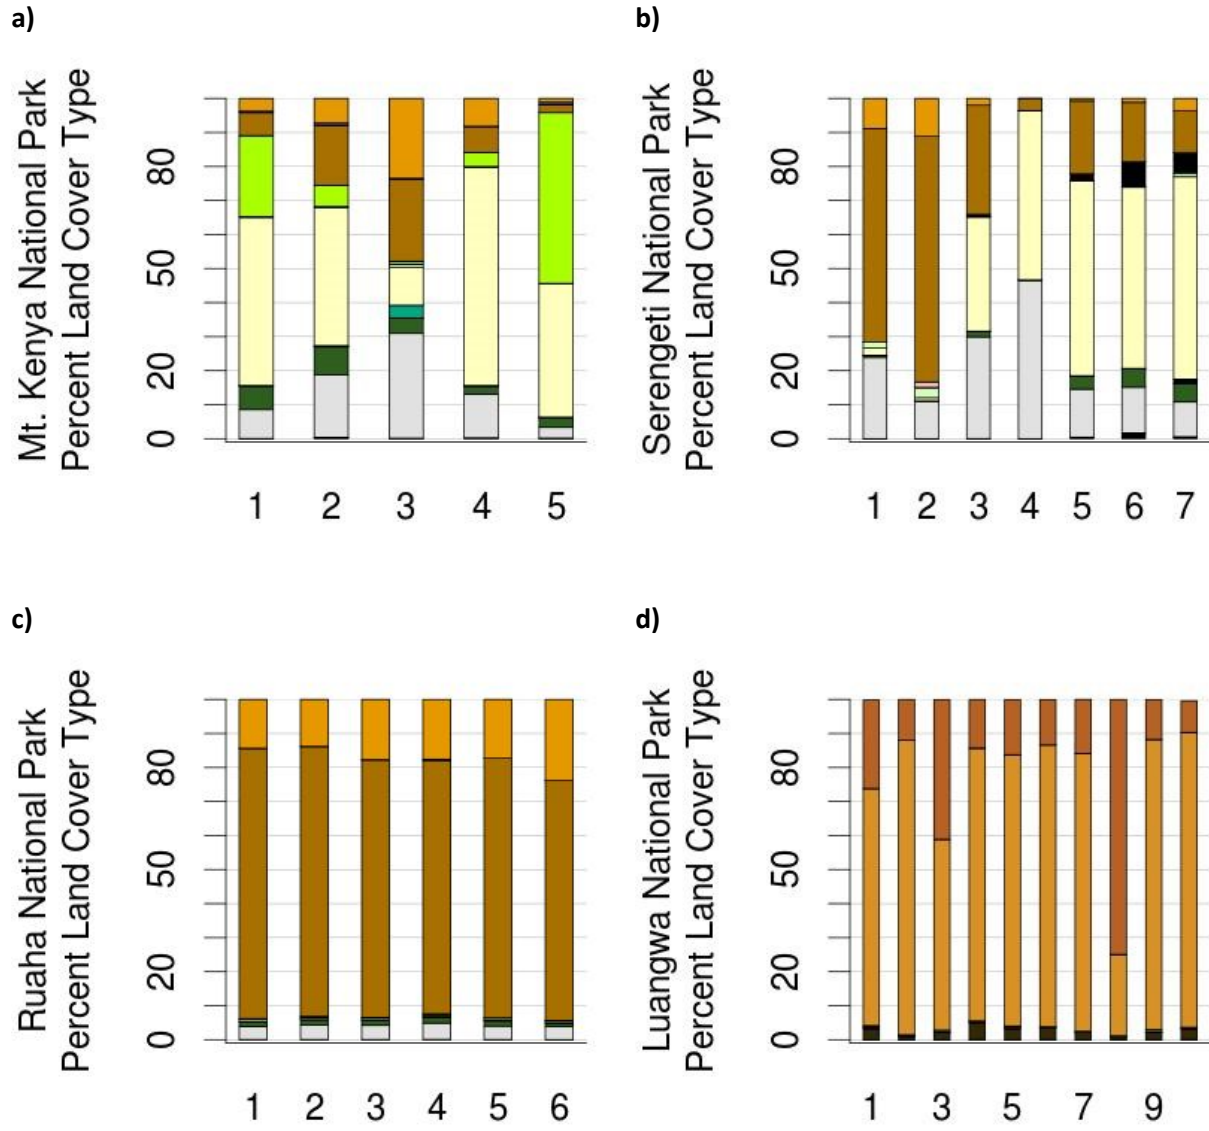 a)
Mt. Kenya National Park
Percent Land Cover Type
0 20 50 80
1 2 3 4 5
b)
Serengeti National Park
Percent Land Cover Type
0 20 50 80
1 2 3 4 5 6 7
c)
Ruaha National Park
Percent Land Cover Type
0 20 50 80
1 2 3 4 5 6
d)
Luangwa National Park
Percent Land Cover Type
0 20 50 80
1 3 5 7 9